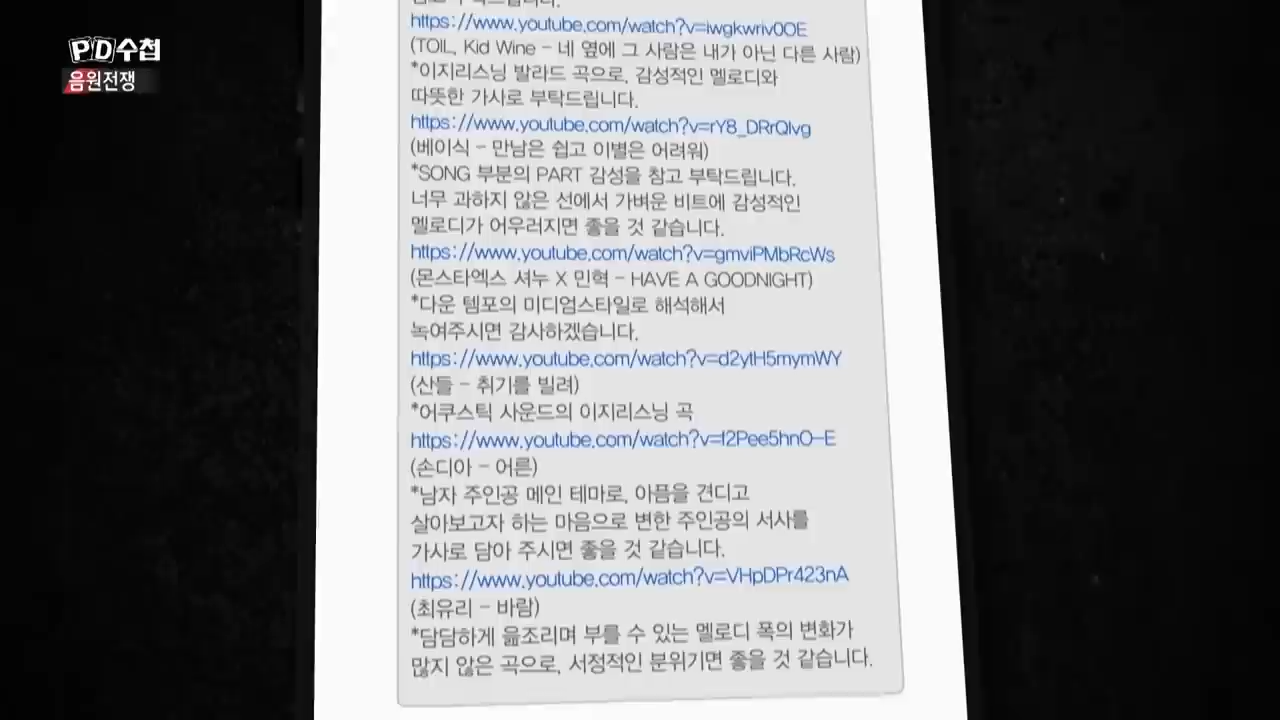 PD수첩
음원전쟁
https://www.youtube.com/watch?v=iwgkwriv0OE
(TOIL, Kid Wine - 네 옆에 그 사람은 내가 아닌 다른 사람)
*이지리스닝 발라드 곡으로, 감성적인 멜로디와
따뜻한 가사로 부탁드립니다.
https://www.youtube.com/watch?v=rY8_DRrQlvg
(베이식 - 만남은 쉽고 이별은 어려워)
*SONG 부분의 PART 감성을 참고 부탁드립니다.
너무 과하지 않은 선에서 가벼운 비트에 감성적인
멜로디가 어우러지면 좋을 것 같습니다.
https://www.youtube.com/watch?v=gmviPMbRcWs
(몬스타엑스 셔누 X 민혁 - HAVE A GOODNIGHT)
*다운 템포의 미디엄스타일로 해석해서
녹여주시면 감사하겠습니다.
https://www.youtube.com/watch?v=d2ytH5mymWY
(산들 - 취기를 빌려)
*어쿠스틱 사운드의 이지리스닝 곡
https://www.youtube.com/watch?v=f2Pee5hnO-E
(손디아 - 어른)
*남자 주인공 메인 테마로, 아픔을 견디고
살아보고자 하는 마음으로 변한 주인공의 서사를
가사로 담아 주시면 좋을 것 같습니다.
https://www.youtube.com/watch?v=VHpDPr423nA
(최유리 - 바람)
*담담하게 읊조리며 부를 수 있는 멜로디 폭의 변화가
많지 않은 곡으로, 서정적인 분위기면 좋을 것 같습니다.